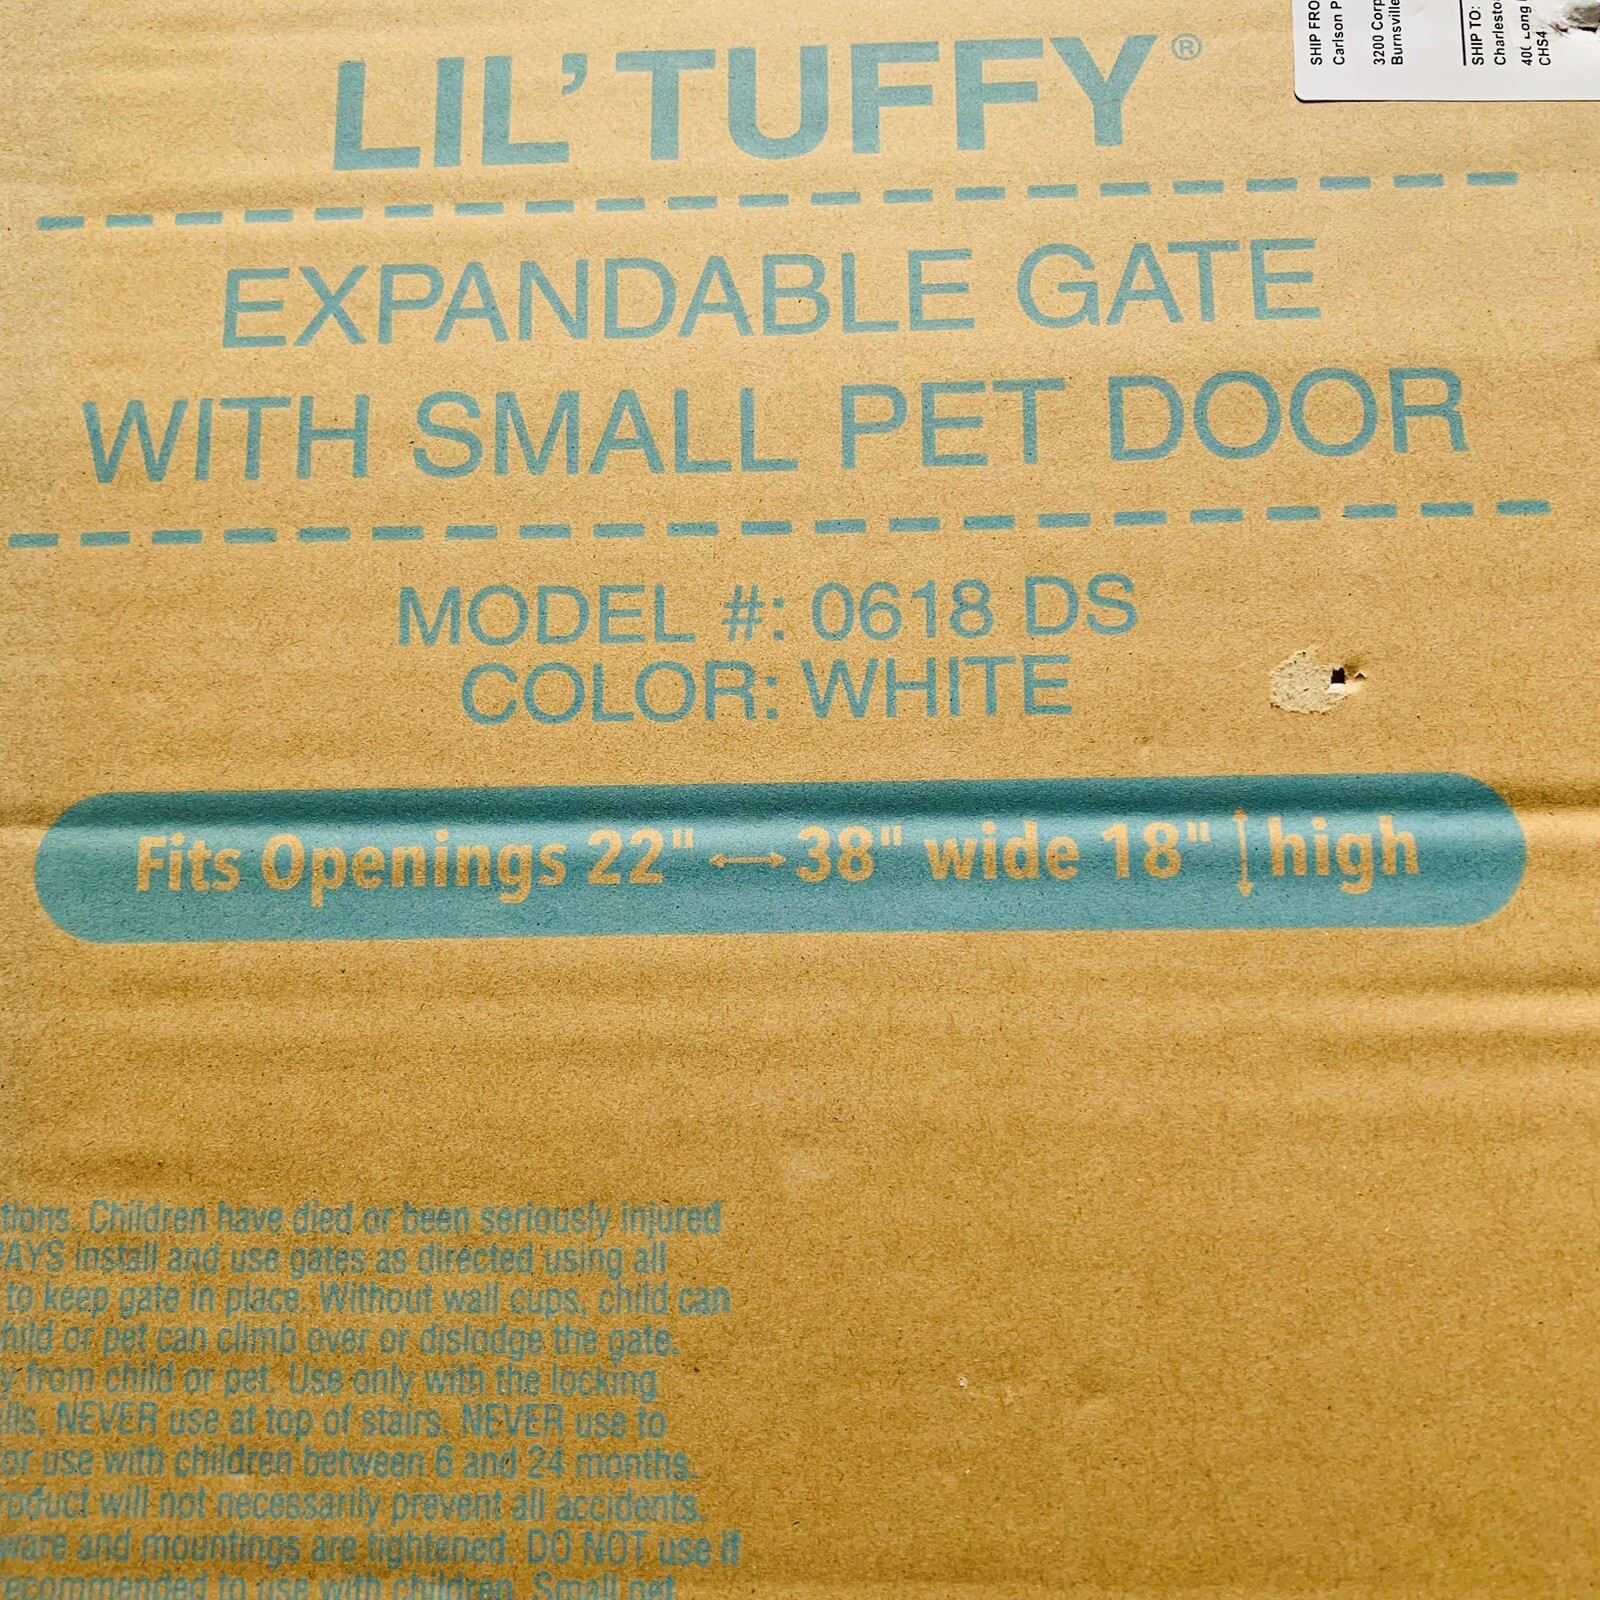 LIL' TUFFY®
EXPANDABLE GATE
WITH SMALL PET DOOR
MODEL #: 0618 DS
COLOR: WHITE
Fits Openings 22" ↔ 38" wide 18" ↕ high
SHIP FRO
Carlson P
3200 Corp
Burnsville
SHIP TO:
Charlesto
Long
CHS4
tions. Children have died or been seriously injured
AYS install and use gates as directed using all
to keep gate in place. Without wall cups, child can
hild or pet can climb over or dislodge the gate.
y from child or pet. Use only with the locking
lls. NEVER use at top of stairs. NEVER use to
or use with children between 6 and 24 months.
roduct will not necessarily prevent all accidents.
ware and mountings are tightened. DO NOT use if
ecommended to use with children. Small pet